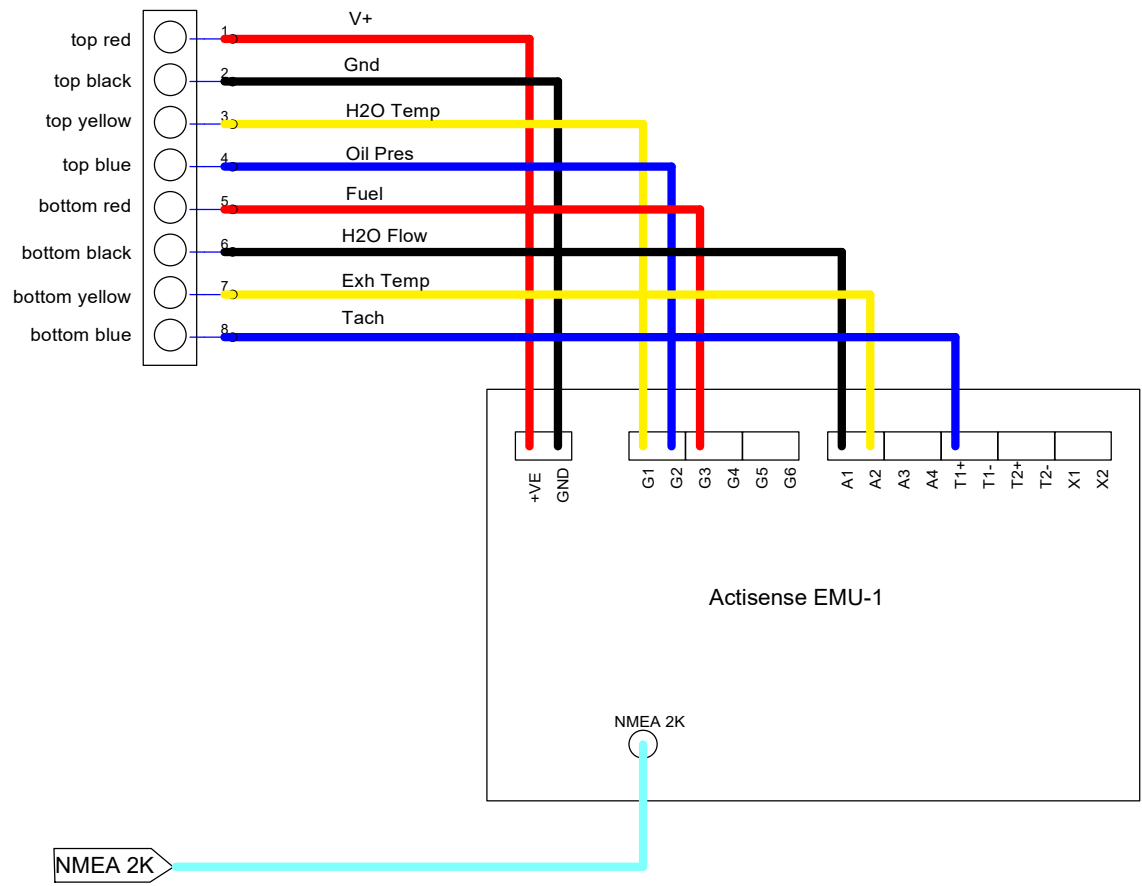 V+
top red
1
Gnd
top black
2
H2O Temp
top yellow
3
Oil Pres
top blue
4
Fuel
bottom red
5
H2O Flow
bottom black
6
Exh Temp
bottom yellow
7
Tach
bottom blue
8
+VE
GND
G1
G2
G3
G4
G5
G6
A1
A2
A3
A4
T1+
T1-
T2+
T2-
X1
X2
Actisense EMU-1
NMEA 2K
NMEA 2K